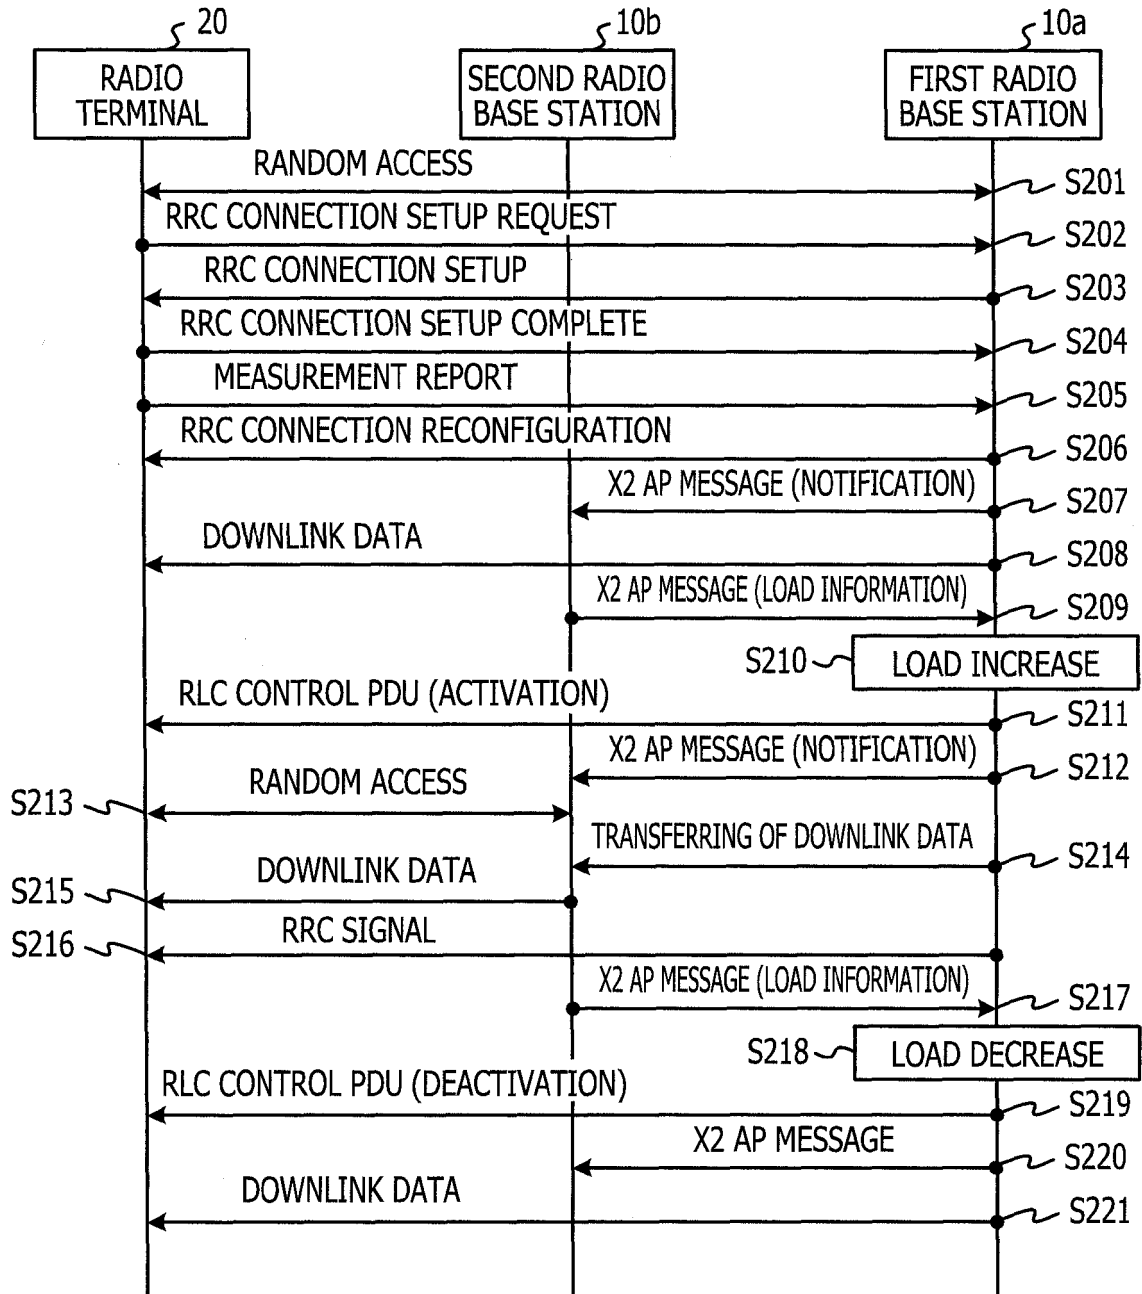 20
10b
10a
RADIO
TERMINAL
SECOND RADIO
BASE STATION
FIRST RADIO
BASE STATION
RANDOM ACCESS
S201
RRC CONNECTION SETUP REQUEST
S202
RRC CONNECTION SETUP
S203
RRC CONNECTION SETUP COMPLETE
S204
MEASUREMENT REPORT
S205
RRC CONNECTION RECONFIGURATION
S206
X2 AP MESSAGE (NOTIFICATION)
S207
DOWNLINK DATA
S208
X2 AP MESSAGE (LOAD INFORMATION)
S209
S210
LOAD INCREASE
RLC CONTROL PDU (ACTIVATION)
S211
X2 AP MESSAGE (NOTIFICATION)
S212
RANDOM ACCESS
S213
TRANSFERRING OF DOWNLINK DATA
S214
DOWNLINK DATA
S215
RRC SIGNAL
S216
X2 AP MESSAGE (LOAD INFORMATION)
S217
S218
LOAD DECREASE
RLC CONTROL PDU (DEACTIVATION)
S219
X2 AP MESSAGE
S220
DOWNLINK DATA
S221